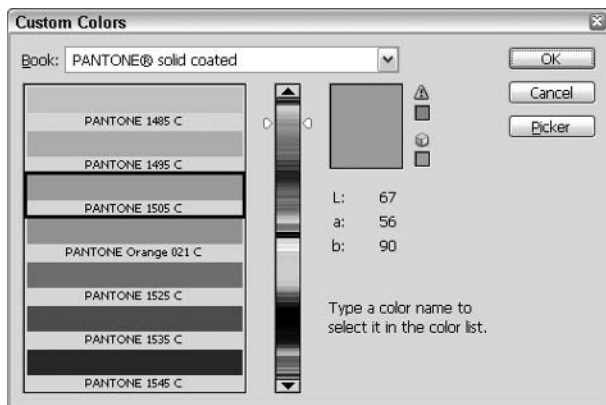 Custom Colors
Book: PANTONE® solid coated
OK
Cancel
Picker
PANTONE 1485 C
PANTONE 1495 C
PANTONE 1505 C
PANTONE Orange 021 C
PANTONE 1525 C
PANTONE 1535 C
PANTONE 1545 C
L: 67
a: 56
b: 90
Type a color name to
select it in the color list.